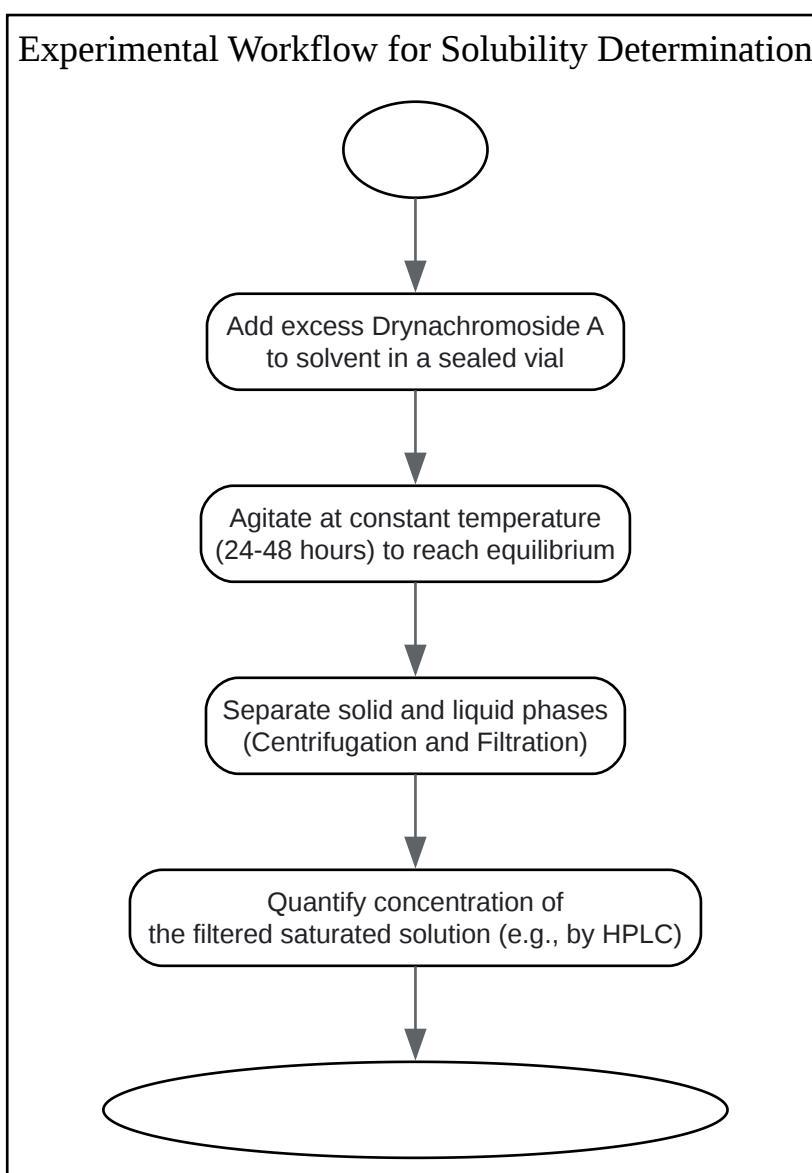 Experimental Workflow for Solubility Determination
Add excess Drynachromoside A
to solvent in a sealed vial
Agitate at constant temperature
(24-48 hours) to reach equilibrium
Separate solid and liquid phases
(Centrifugation and Filtration)
Quantify concentration of
the filtered saturated solution (e.g., by HPLC)